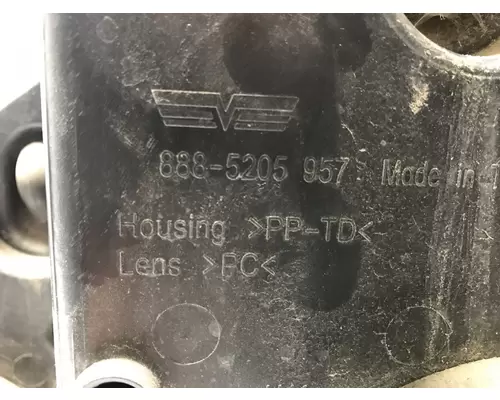 888-5205 957 Made in T
Housing >PP-TD<
Lens >PC<